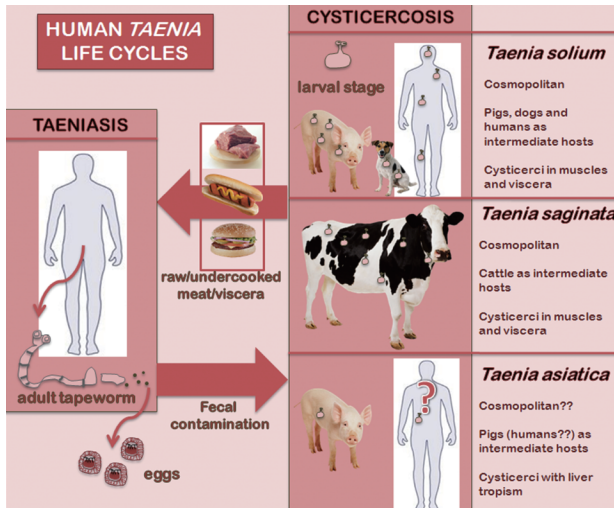 HUMAN TAENIA
LIFE CYCLES
CYSTICERCOSIS
larval stage
Taenia solium
Cosmopolitan
Pigs, dogs and
humans as
intermediate hosts
Cysticerci in muscles
and viscera
TAENIASIS
raw/undercooked
meat/viscera
Taenia saginata
Cosmopolitan
Cattle as intermediate
hosts
Cysticerci in muscles
and viscera
adult tapeworm
eggs
Fecal
contamination
?
Taenia asiatica
Cosmopolitan??
Pigs (humans??) as
intermediate hosts
Cysticerci with liver
tropism